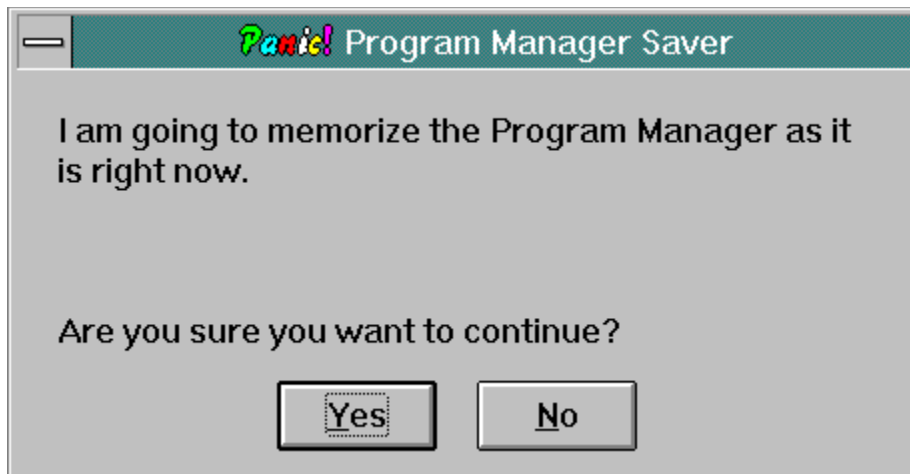 Panic! Program Manager Saver
I am going to memorize the Program Manager as it
is right now.
Are you sure you want to continue?
Yes No